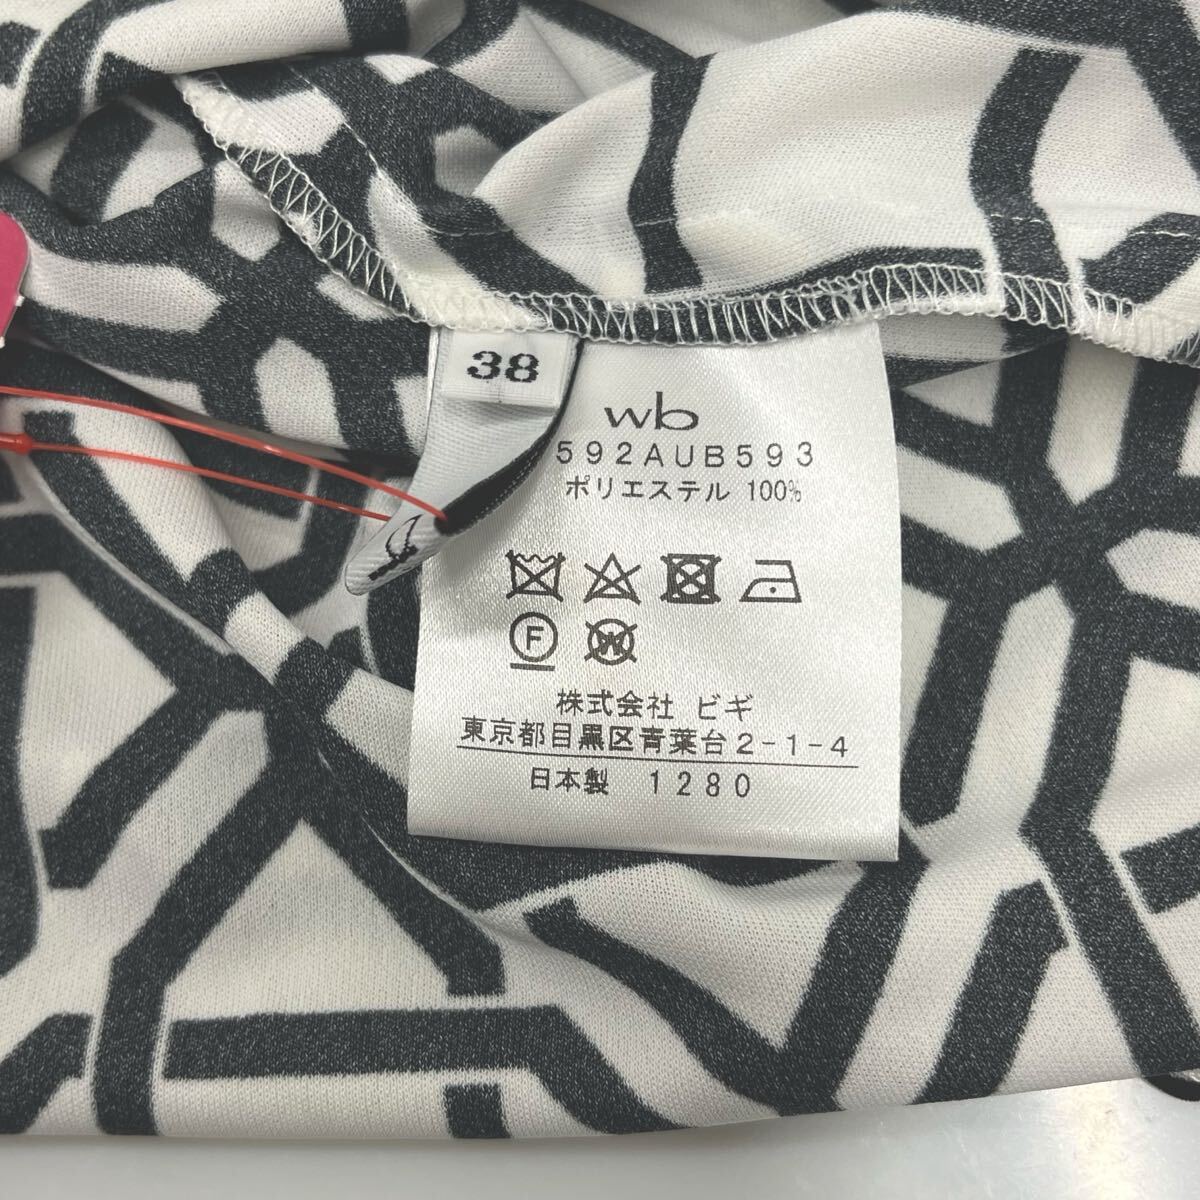 38
wb
592AUB593
ポリエステル 100%
F
W
株式会社 ビギ
東京都目黒区青葉台2-1-4
日本製 1280